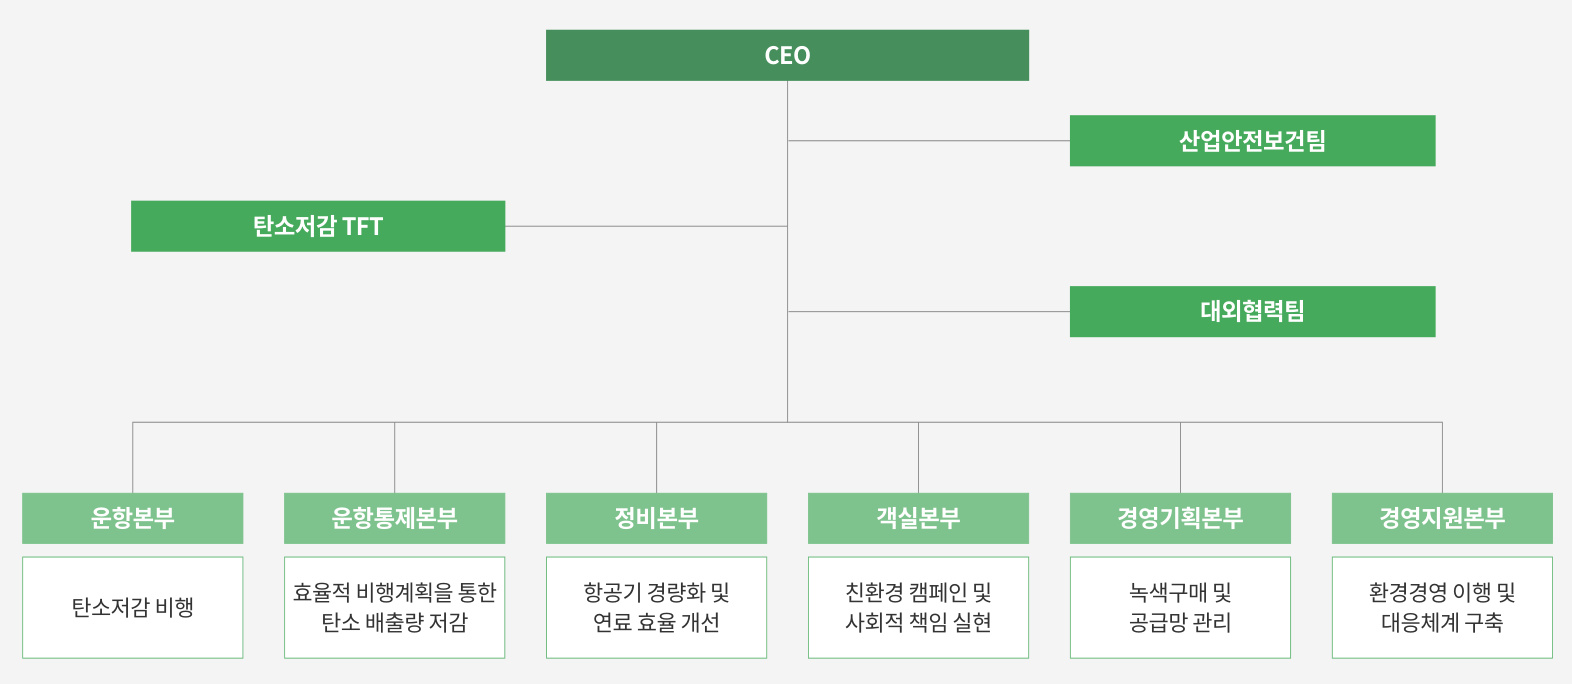 CEO
산업안전보건팀
탄소저감 TFT
대외협력팀
운항본부
탄소저감 비행
운항통제본부
효율적 비행계획을 통한
탄소 배출량 저감
정비본부
항공기 경량화 및
연료 효율 개선
객실본부
친환경 캠페인 및
사회적 책임 실현
경영기획본부
녹색구매 및
공급망 관리
경영지원본부
환경경영 이행 및
대응체계 구축